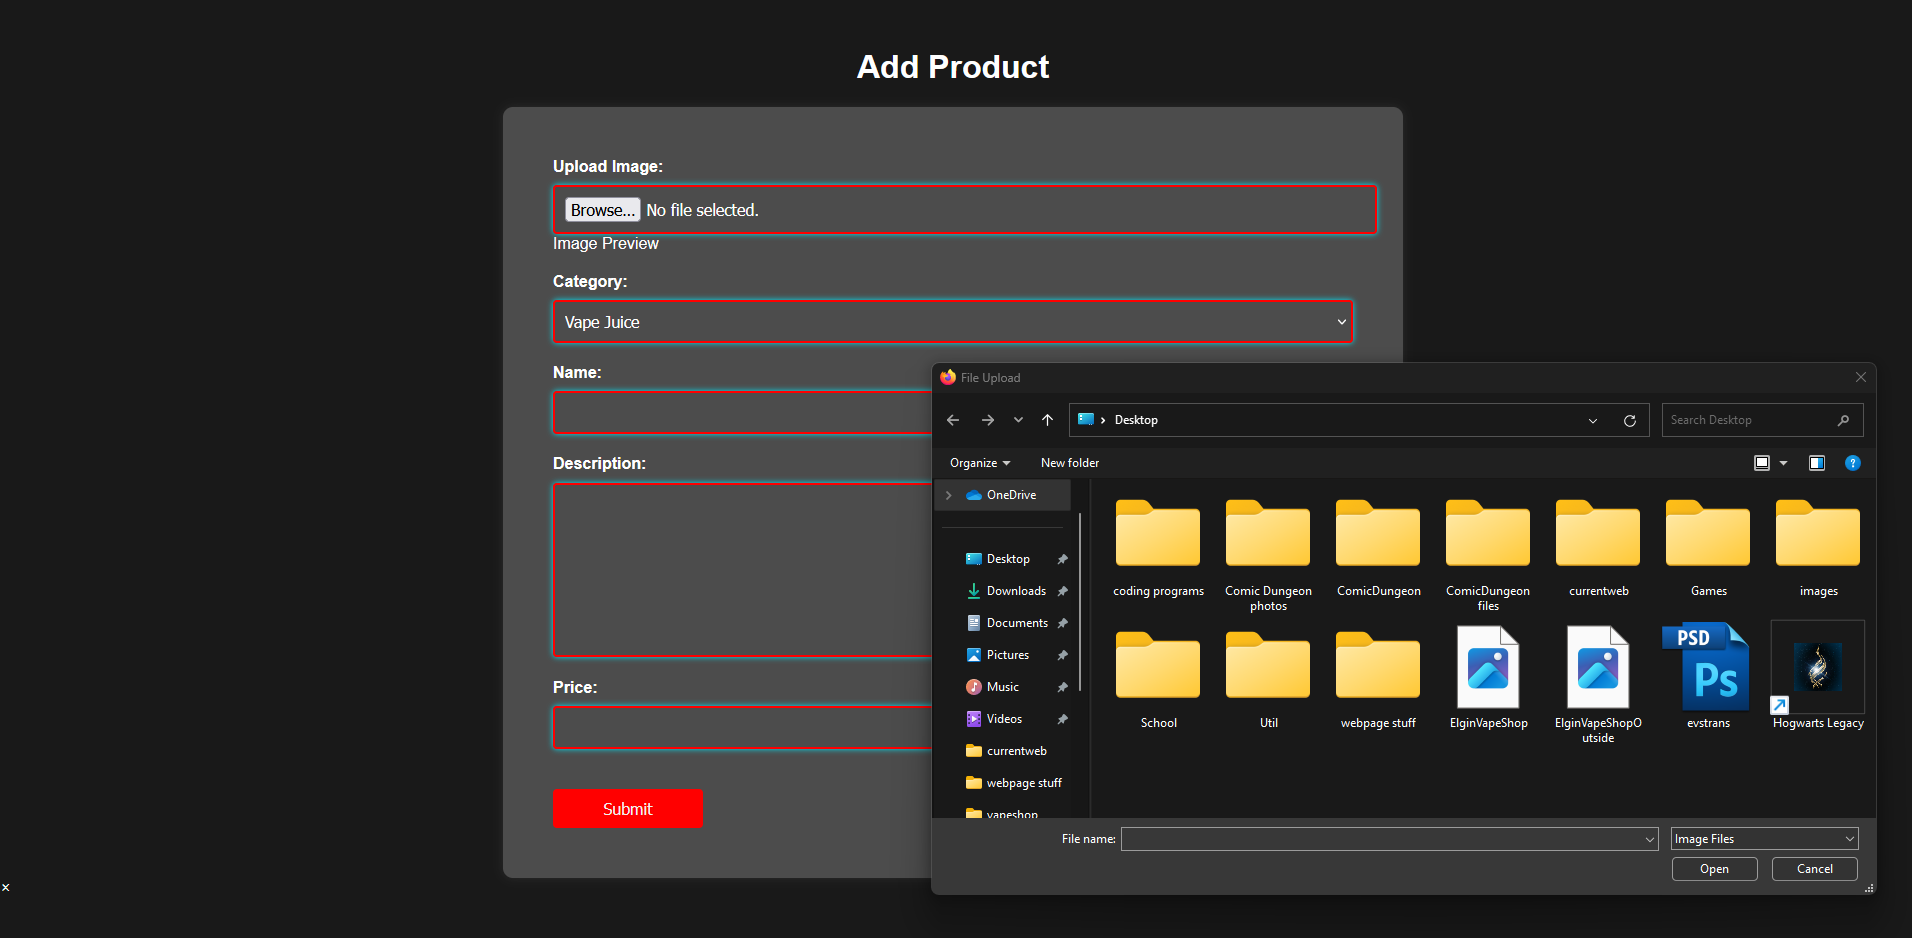 Add Product
Upload Image:
Browse... No file selected.
Image Preview
Category:
Vape Juice
Name:
Description:
Price:
Submit
×
File Upload
Desktop
Search Desktop
Organize
New folder
?
OneDrive
Desktop
Downloads
Documents
Pictures
Music
Videos
currentweb
webpage stuff
vapeshop
coding programs
Comic Dungeon
photos
ComicDungeon
ComicDungeon
files
currentweb
Games
images
School
Util
webpage stuff
ElginVapeShop
ElginVapeShopO
utside
PSD
Ps
evstrans
Hogwarts Legacy
File name:
Image Files
Open
Cancel